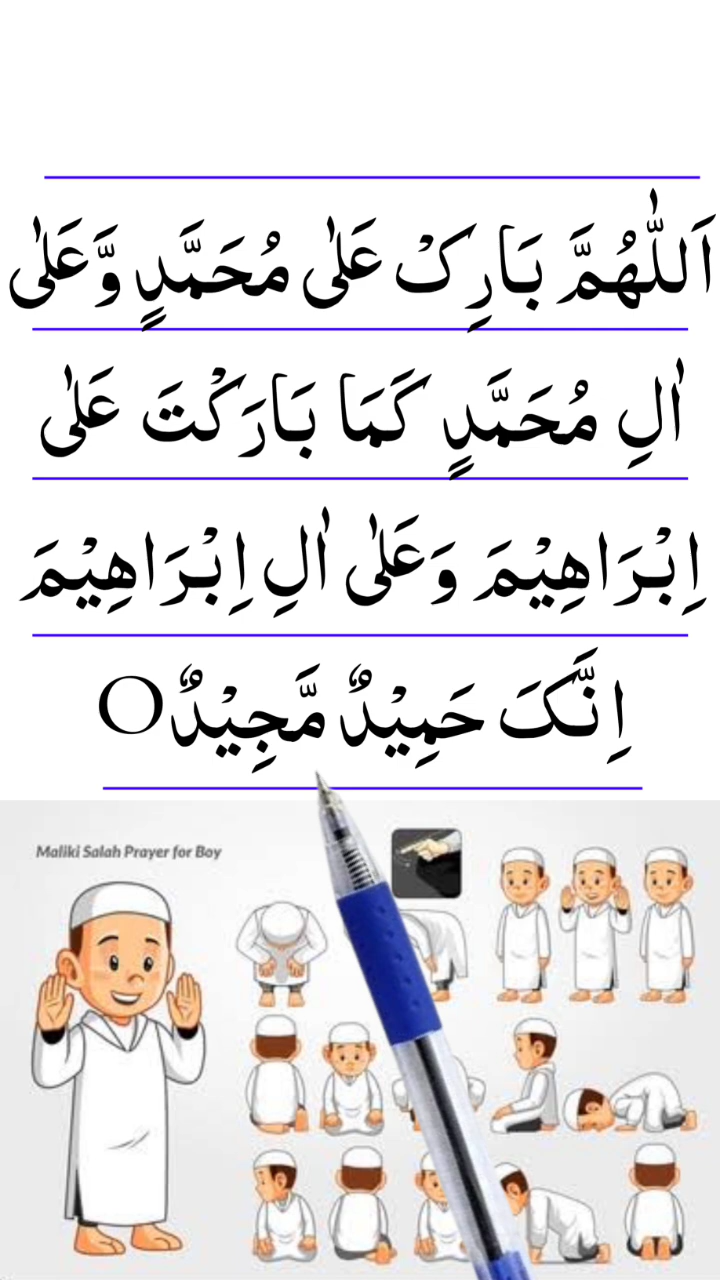 اَللّٰهُمَّ بَارِکْ عَلٰی مُحَمَّدٍ وَّعَلٰی
اٰلِ مُحَمَّدٍ کَمَا بَارَکْتَ عَلٰی
اِبْرَاهِیْمَ وَعَلٰی اٰلِ اِبْرَاهِیْمَ
اِنَّکَ حَمِیْدٌ مَّجِیْدٌ
Maliki Salah Prayer for Boy